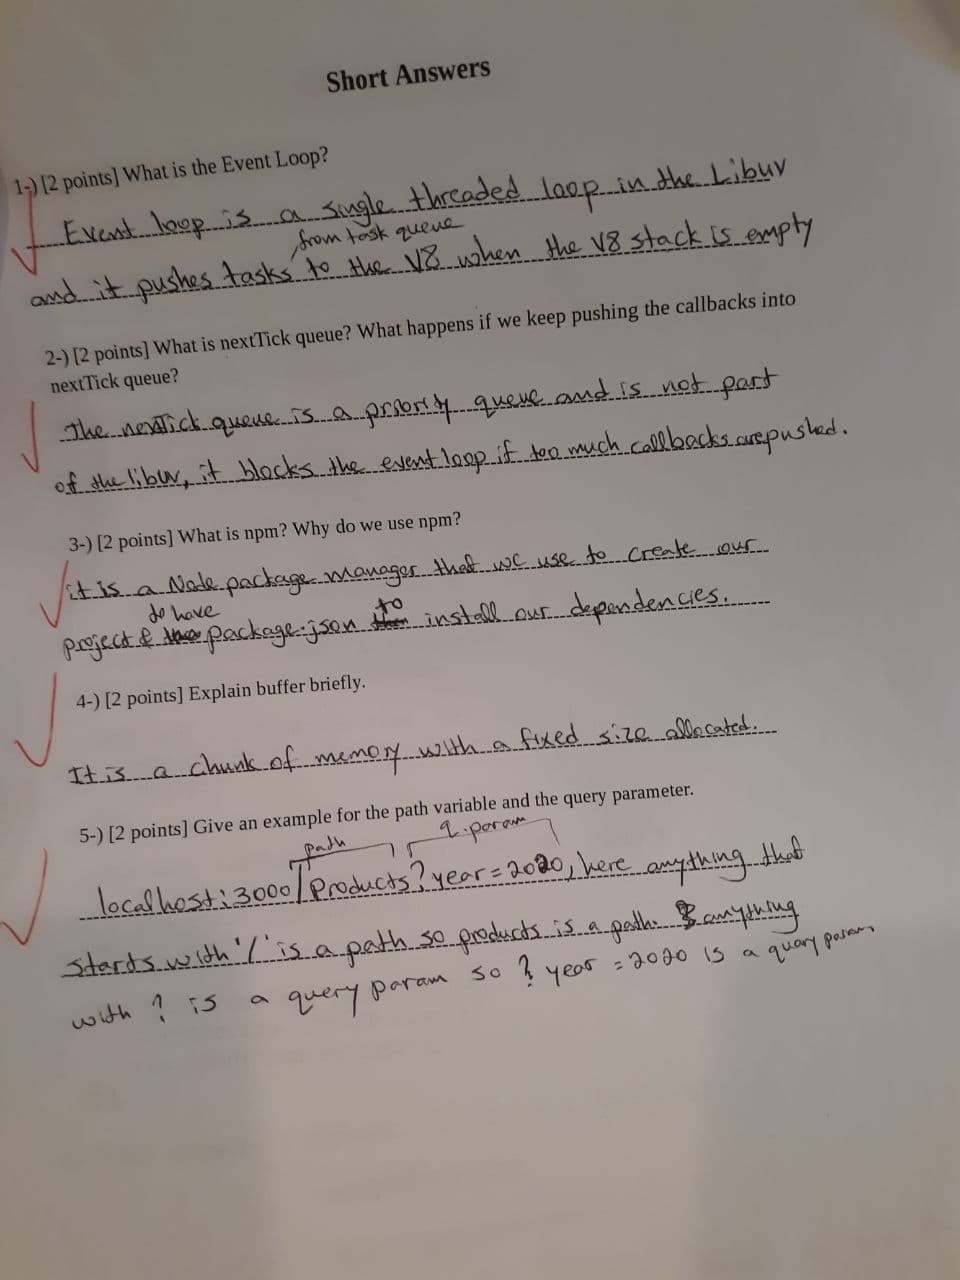 Short Answers
1-) [2 points] What is the Event Loop?
Event loop is a single threaded loop in the Libuv
from task queue
and it pushes tasks to the V8 when the V8 stack is empty
2-) [2 points] What is nextTick queue? What happens if we keep pushing the callbacks into
nextTick queue?
The nextTick queue is a priority queue and is not part
of the libuv, it blocks the event loop if too much callbacks are pushed.
3-) [2 points] What is npm? Why do we use npm?
it is a Node package manager that we use to create our
to have to
project & package.json install our dependencies.
4-) [2 points] Explain buffer briefly.
It is a chunk of memory with a fixed size allocated.
5-) [2 points] Give an example for the path variable and the query parameter.
path q.param
localhost:3000/products?year=2020, here anything that
starts with '/' is a path so products is a path. & anything
with ? is a query param so ? year = 2020 is a quary param